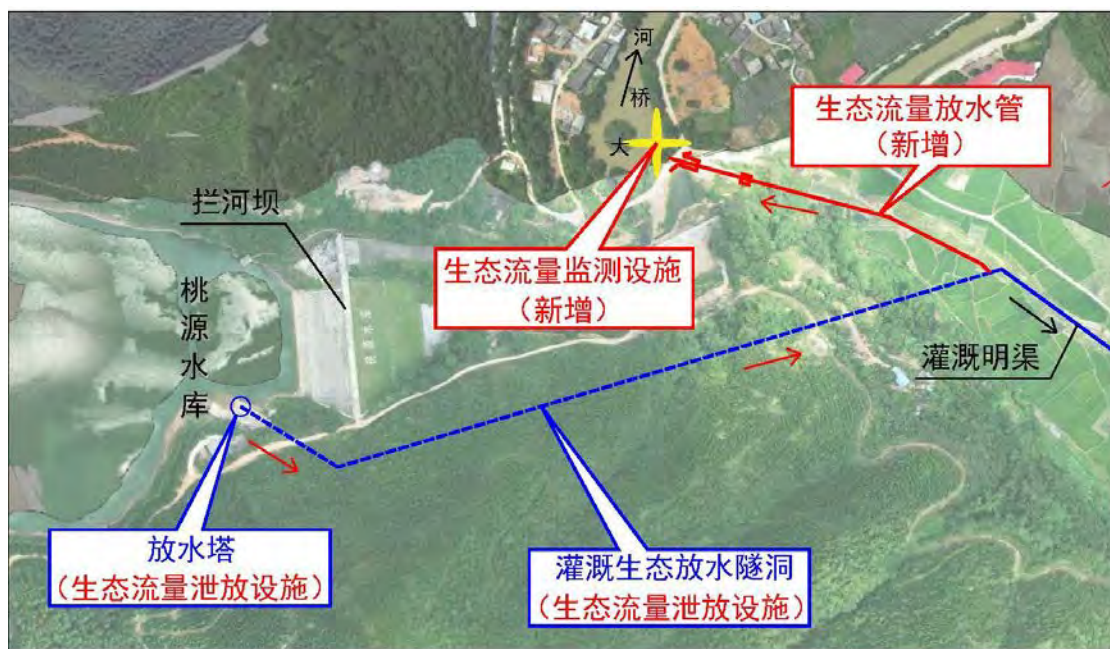 河
桥
大
生态流量放水管
（新增）
拦河坝
生态流量监测设施
（新增）
桃
源
水
库
灌溉明渠
放水塔
（生态流量泄放设施）
灌溉生态放水隧洞
（生态流量泄放设施）